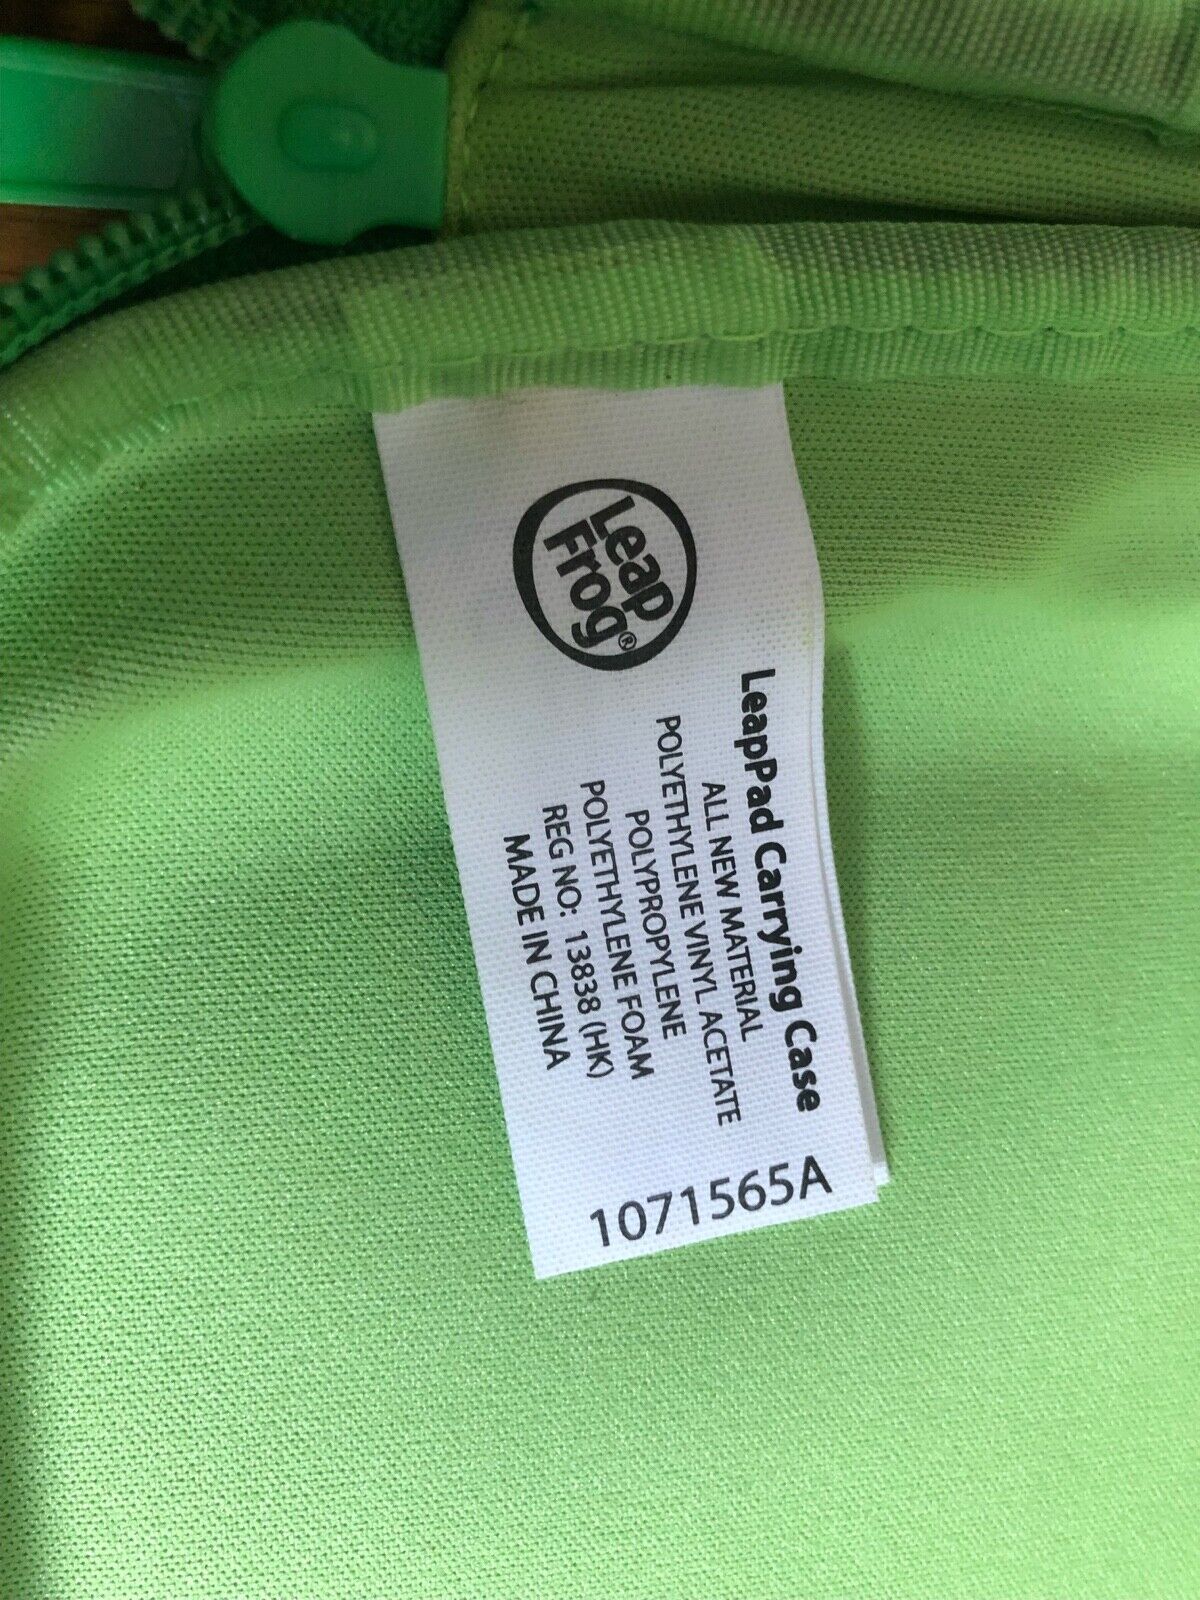 Leap
Frog®
LeapPad Carrying Case
ALL NEW MATERIAL
POLYETHYLENE VINYL ACETATE
POLYPROPYLENE
POLYETHYLENE FOAM
REG NO: 13838 (HK)
MADE IN CHINA
1071565A